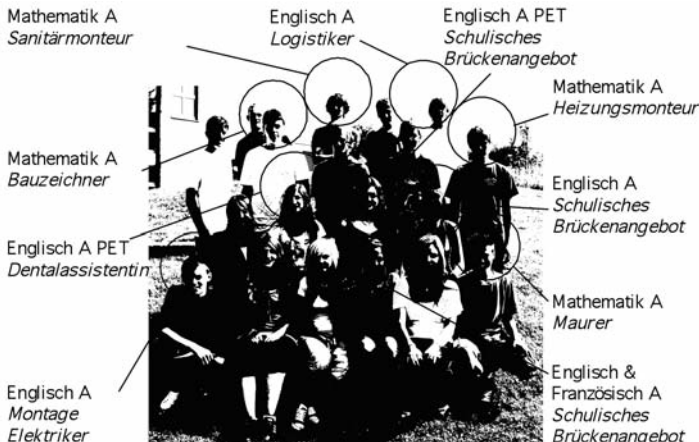 Mathematik A
Sanitärmonteur
Englisch A
Logistiker
Englisch A PET
Schulisches
Brückenangebot
Mathematik A
Heizungsmonteur
Mathematik A
Bauzeichner
Englisch A
Schulisches
Brückenangebot
Englisch A PET
Dentalassistentin
Mathematik A
Maurer
Englisch A
Montage
Elektriker
Englisch &
Französisch A
Schulisches
Brückenangebot